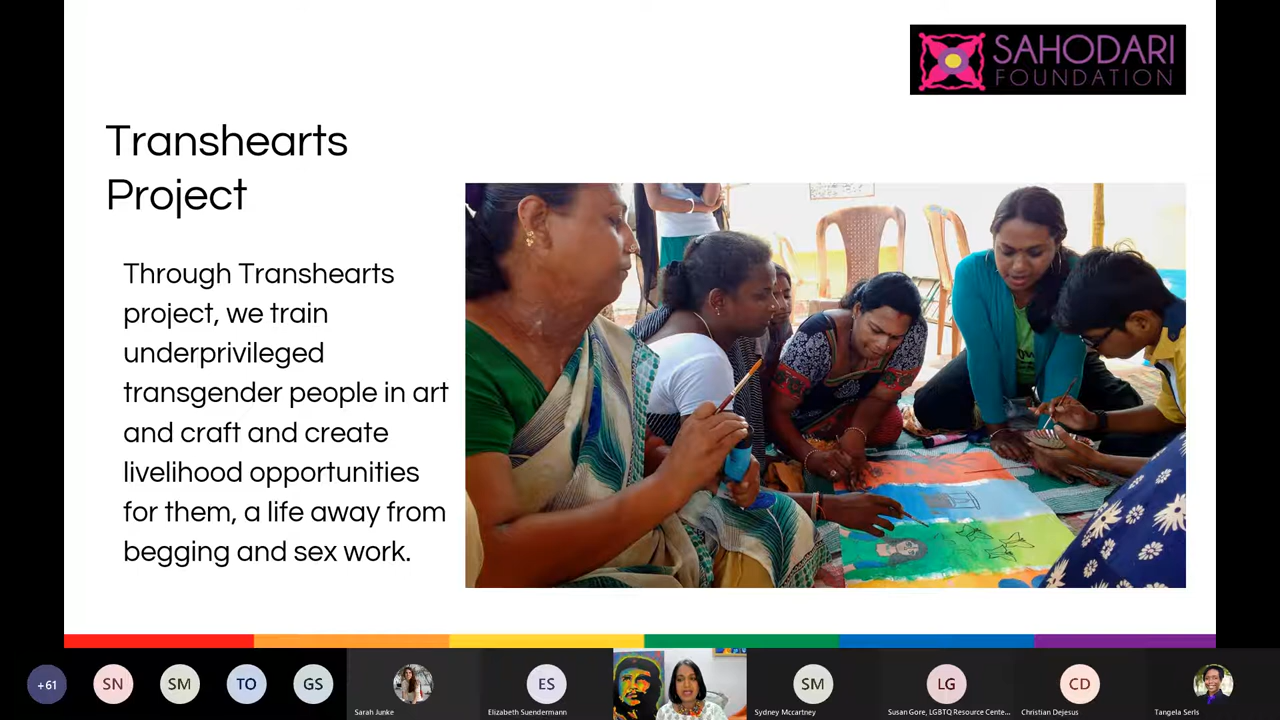 SAHODARI
FOUNDATION
Transhearts
Project
Through Transhearts
project, we train
underprivileged
transgender people in art
and craft and create
livelihood opportunities
for them, a life away from
begging and sex work.
+61
SN
SM
TO
GS
Sarah Junke
ES
Elizabeth Suendermann
SM
Sydney Mccartney
LG
Susan Gore, LGBTQ Resource Cente...
CD
Christian Dejesus
Tangela Serls